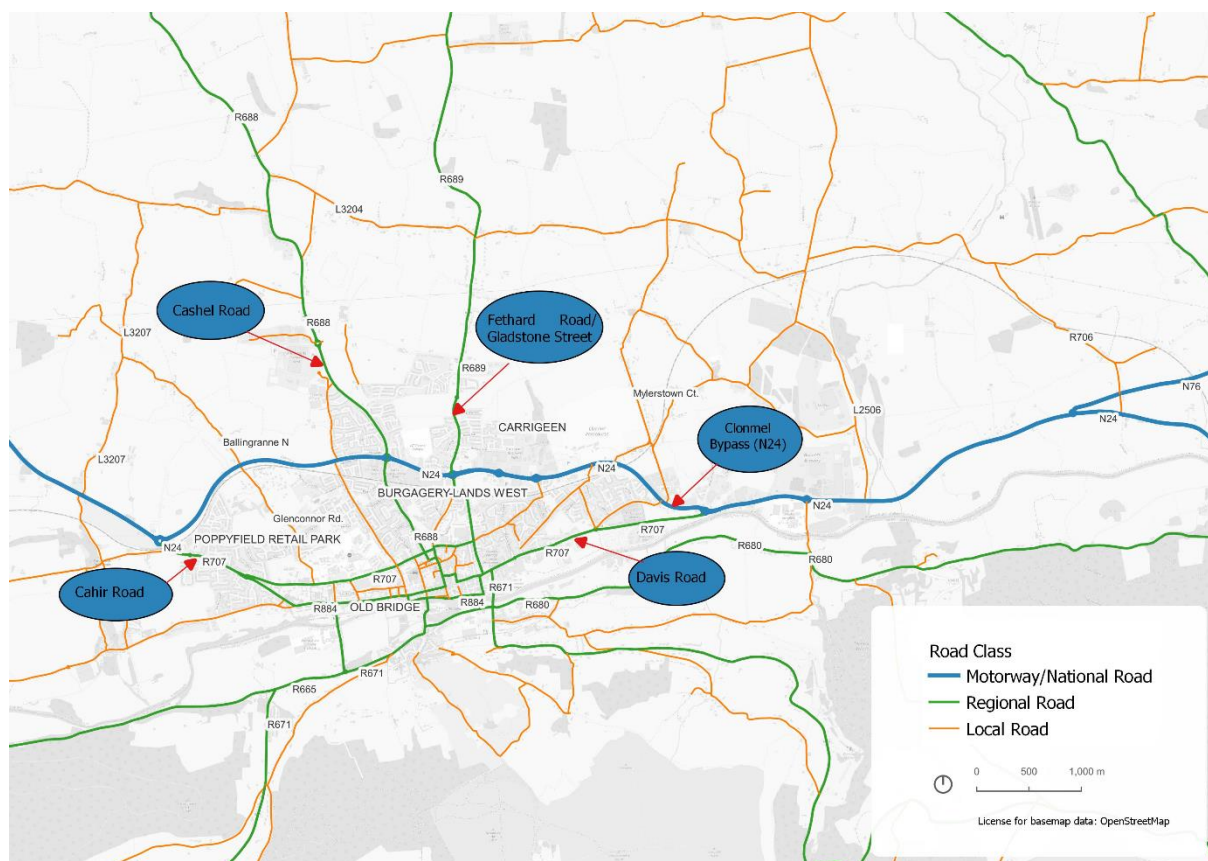 R688
R689
L3204
Cashel Road
Fethard Road/
Gladstone Street
L3207
R688
R706
R689
Mylerstown Ct.
N76
N24
CARRIGEEN
Clonmel
Bypass (N24)
L2506
Ballingranne N
L3207
N24
N24
BURGAGERY-LANDS WEST
N24
Glenconnor Rd.
POPPYFIELD RETAIL PARK
N24
R707
R688
R707
R707
R680
R680
Cahir Road
R671
Davis Road
R884
OLD BRIDGE
R884
R680
R671
R665
R671
Road Class
Motorway/National Road
Regional Road
Local Road
0 500 1,000 m
License for basemap data: OpenStreetMap